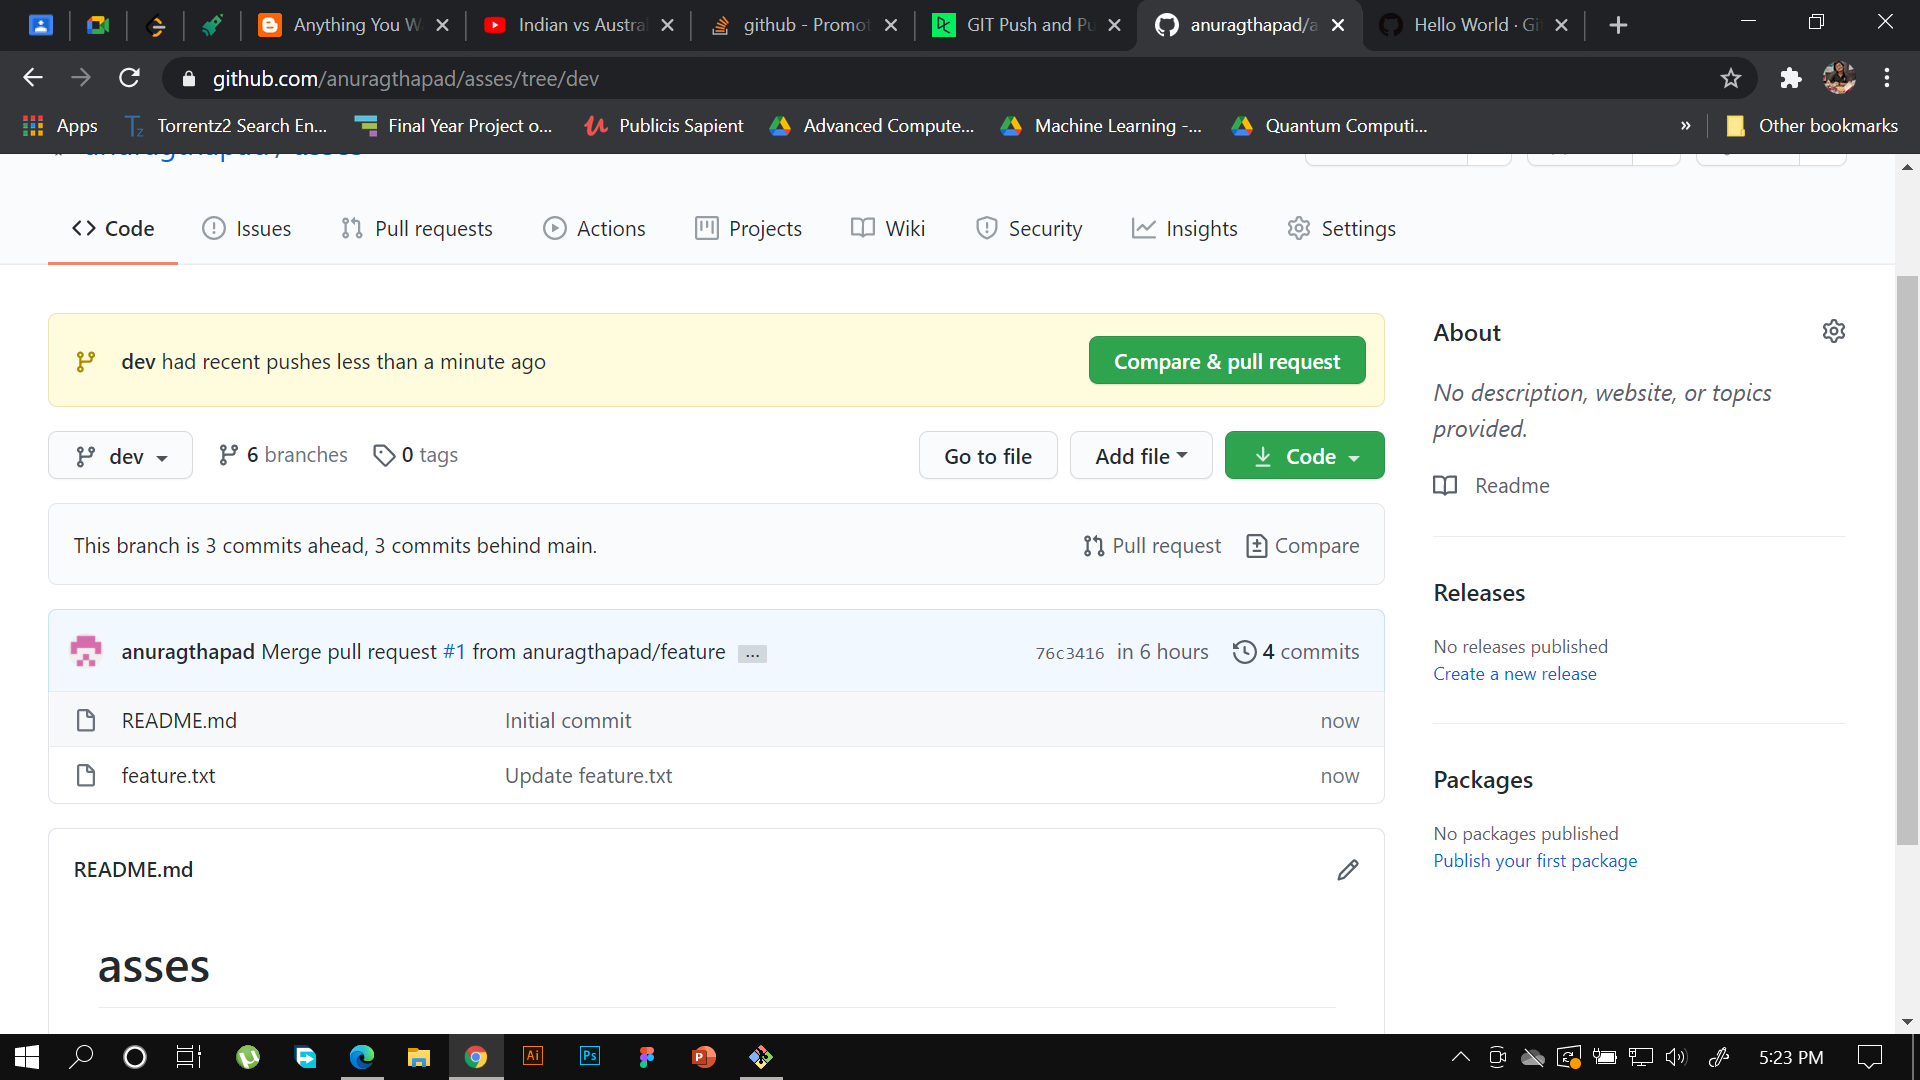 Anything You W
Indian vs Austral
github - Promot
GIT Push and Pu
anuragthapad/a
Hello World · Git
github.com/anuragthapad/asses/tree/dev
Apps
Torrentz2 Search En...
Final Year Project o...
Publicis Sapient
Advanced Compute...
Machine Learning -...
Quantum Computi...
»
Other bookmarks
anuragthapad / asses
Code
Issues
Pull requests
Actions
Projects
Wiki
Security
Insights
Settings
dev had recent pushes less than a minute ago
Compare & pull request
dev
6 branches
0 tags
Go to file
Add file
Code
This branch is 3 commits ahead, 3 commits behind main.
Pull request
Compare
anuragthapad Merge pull request #1 from anuragthapad/feature ...
76c3416 in 6 hours
4 commits
README.md
Initial commit
now
feature.txt
Update feature.txt
now
README.md
asses
About
No description, website, or topics
provided.
Readme
Releases
No releases published
Create a new release
Packages
No packages published
Publish your first package
Ai
Ps
5:23 PM